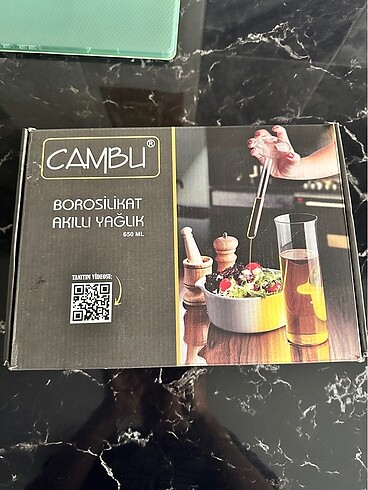 CAMBU®
BOROSİLİKAT
AKILLI YAĞLIK
650 ML
TANITIM VİDEOSU: